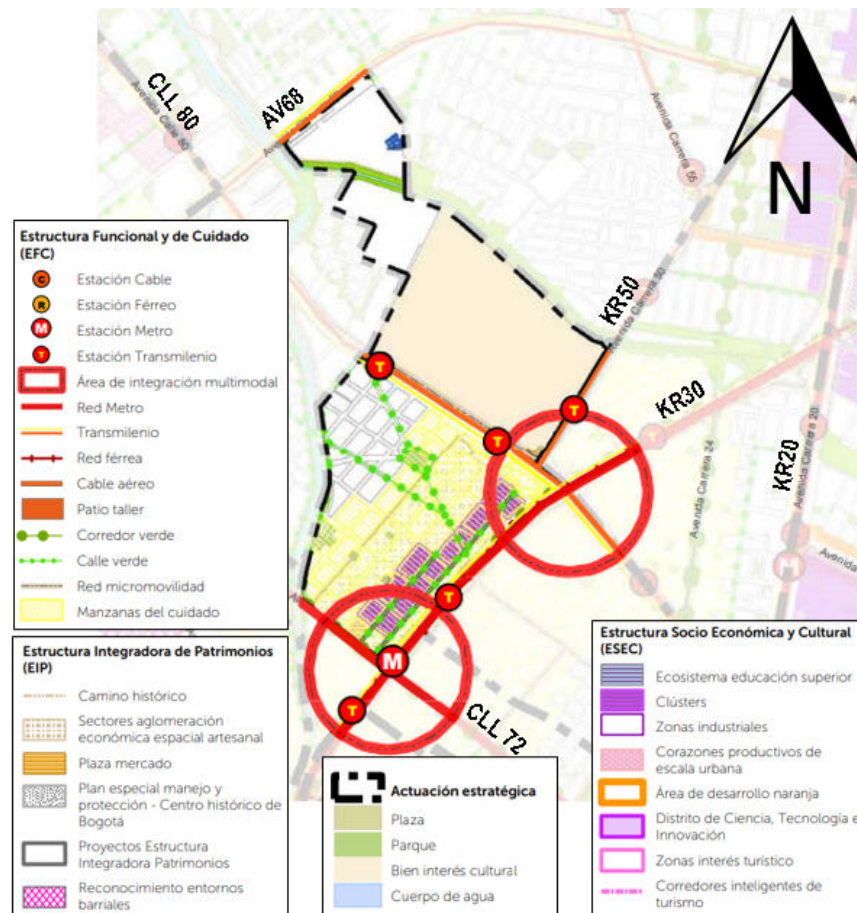 CLL 80
Avenida Calle 80
AV68
Avenida Carrera 55
N
KR50
Avenida Carrera 50
KR30
KR20
Avenida Carrera 20
Avenida Carrera 24
CLL 72
T
T
T
T
M
T
T
M
Estructura Funcional y de Cuidado
(EFC)
C Estación Cable
R Estación Férreo
M Estación Metro
T Estación Transmilenio
Área de integración multimodal
Red Metro
Transmilenio
Red férrea
Cable aéreo
Patio taller
Corredor verde
Calle verde
Red micromovilidad
Manzanas del cuidado
Estructura Integradora de Patrimonios
(EIP)
Camino histórico
Sectores aglomeración
económica espacial artesanal
Plaza mercado
Plan especial manejo y
protección - Centro histórico de
Bogotá
Proyectos Estructura
Integradora Patrimonios
Reconocimiento entornos
barriales
Actuación estratégica
Plaza
Parque
Bien interés cultural
Cuerpo de agua
Estructura Socio Económica y Cultural
(ESEC)
Ecosistema educación superior
Clústers
Zonas industriales
Corazones productivos de
escala urbana
Área de desarrollo naranja
Distrito de Ciencia, Tecnología e
Innovación
Zonas interés turístico
Corredores inteligentes de
turismo